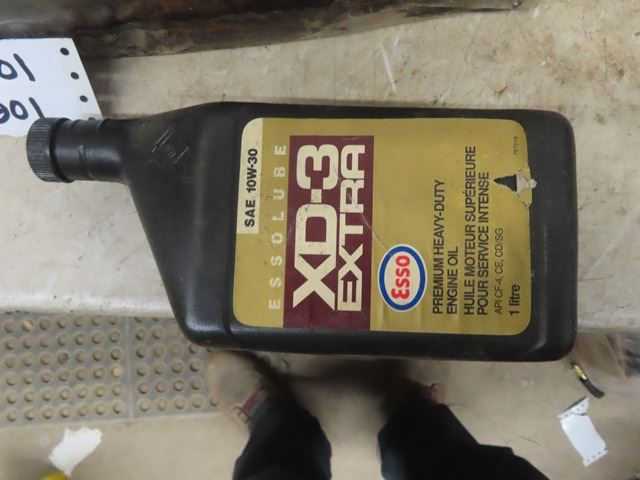 SAE 10W-30
ESSOLUBE
XD-3
EXTRA
Esso
PREMIUM HEAVY-DUTY
ENGINE OIL
HUILE MOTEUR SUPÉRIEURE
POUR SERVICE INTENSE
API CF-4, CE, CD/SG
1 litre